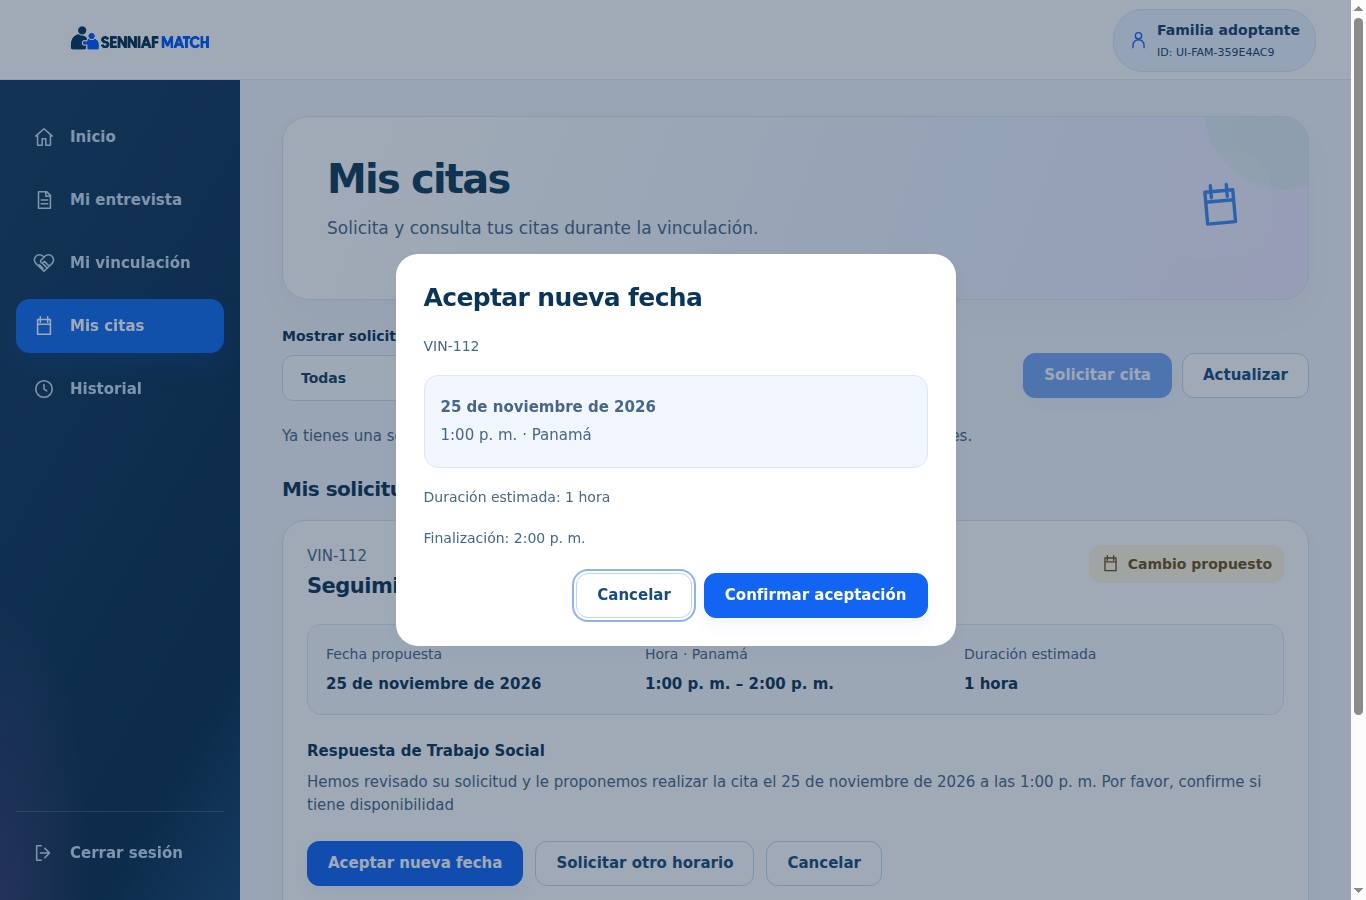 SENNIAF MATCH
Familia adoptante
ID: UI-FAM-359E4AC9
Inicio
Mi entrevista
Mi vinculación
Mis citas
Historial
Cerrar sesión
Mis citas
Solicita y consulta tus citas durante la vinculación.
Mostrar solicit
Todas
Solicitar cita
Actualizar
Ya tienes una s
es.
Mis solicitu
VIN-112
Seguimi
Cambio propuesto
Aceptar nueva fecha
VIN-112
25 de noviembre de 2026
1:00 p. m. · Panamá
Duración estimada: 1 hora
Finalización: 2:00 p. m.
Cancelar
Confirmar aceptación
Fecha propuesta
25 de noviembre de 2026
Hora · Panamá
1:00 p. m. – 2:00 p. m.
Duración estimada
1 hora
Respuesta de Trabajo Social
Hemos revisado su solicitud y le proponemos realizar la cita el 25 de noviembre de 2026 a las 1:00 p. m. Por favor, confirme si
tiene disponibilidad
Aceptar nueva fecha
Solicitar otro horario
Cancelar